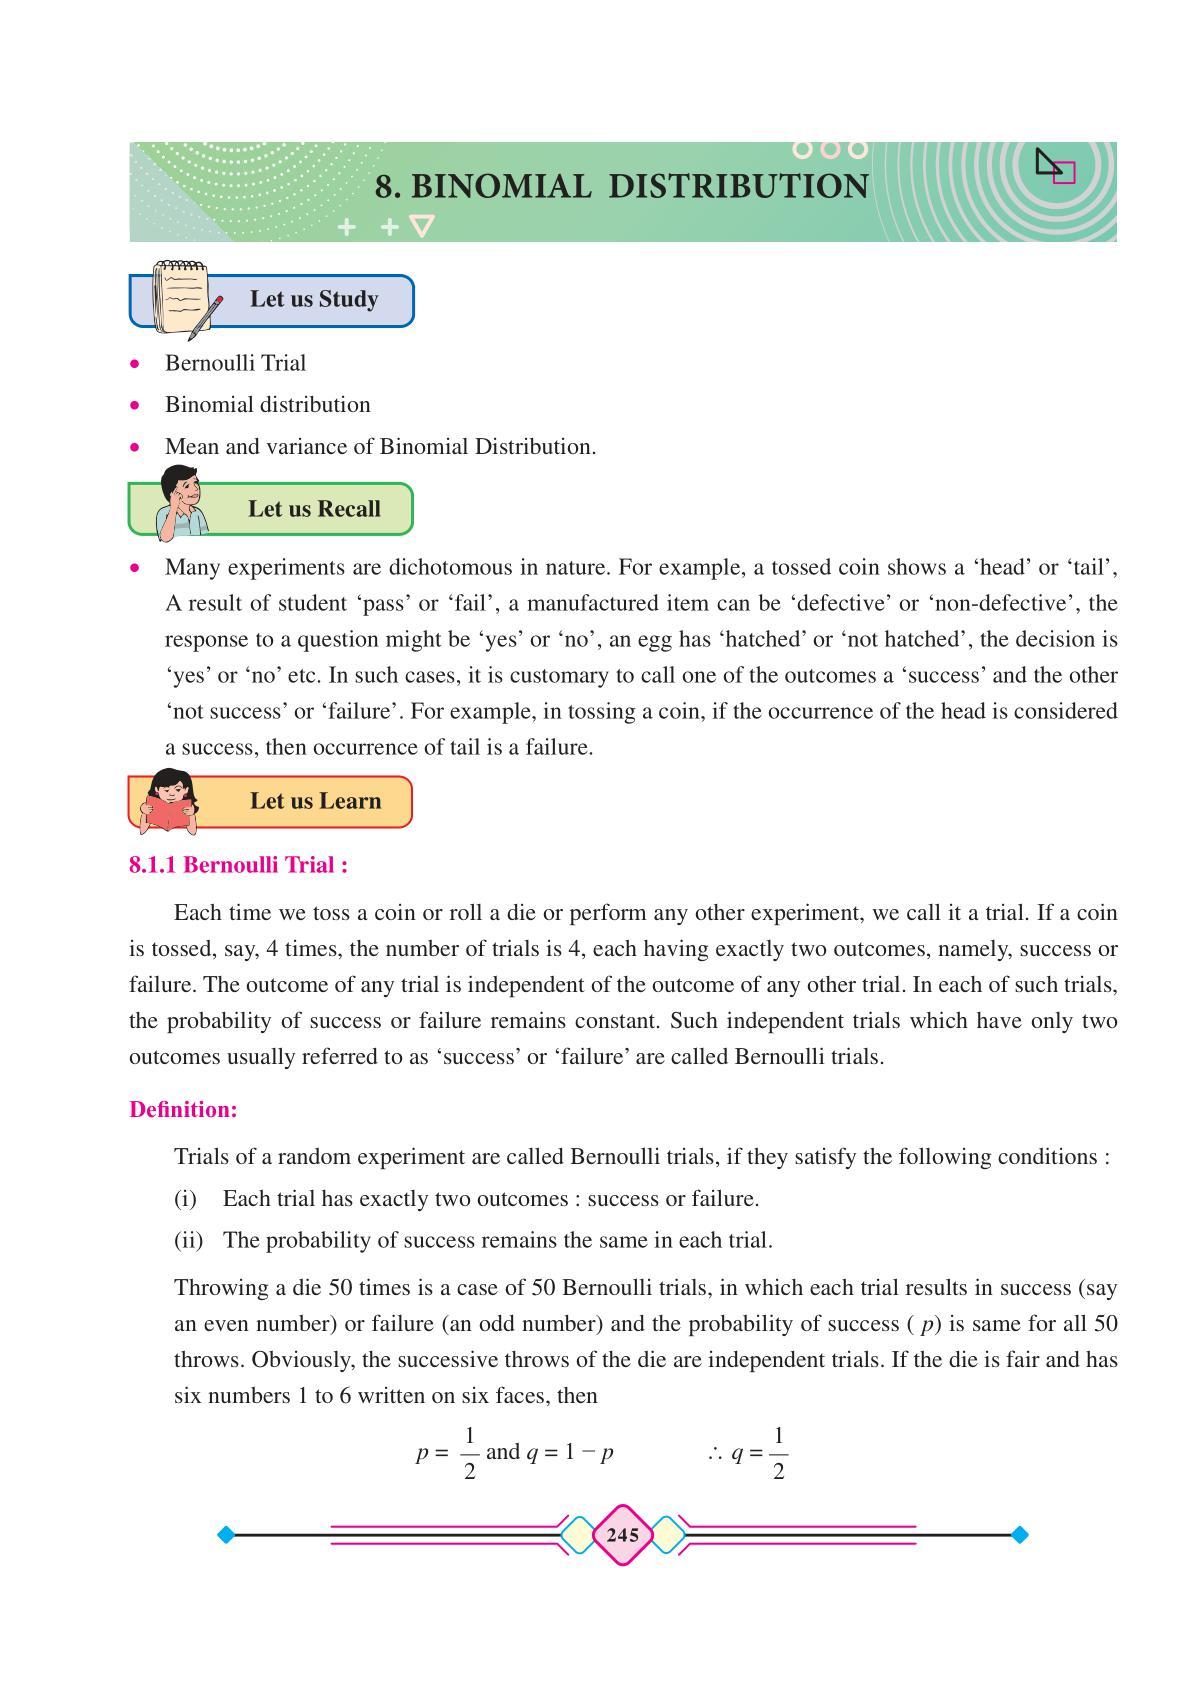 8. BINOMIAL DISTRIBUTION
Let us Study
• Bernoulli Trial
• Binomial distribution
• Mean and variance of Binomial Distribution.
Let us Recall
• Many experiments are dichotomous in nature. For example, a tossed coin shows a ‘head’ or ‘tail’,
A result of student ‘pass’ or ‘fail’, a manufactured item can be ‘defective’ or ‘non-defective’, the
response to a question might be ‘yes’ or ‘no’, an egg has ‘hatched’ or ‘not hatched’, the decision is
‘yes’ or ‘no’ etc. In such cases, it is customary to call one of the outcomes a ‘success’ and the other
‘not success’ or ‘failure’. For example, in tossing a coin, if the occurrence of the head is considered
a success, then occurrence of tail is a failure.
Let us Learn
8.1.1 Bernoulli Trial :
Each time we toss a coin or roll a die or perform any other experiment, we call it a trial. If a coin
is tossed, say, 4 times, the number of trials is 4, each having exactly two outcomes, namely, success or
failure. The outcome of any trial is independent of the outcome of any other trial. In each of such trials,
the probability of success or failure remains constant. Such independent trials which have only two
outcomes usually referred to as ‘success’ or ‘failure’ are called Bernoulli trials.
Definition:
Trials of a random experiment are called Bernoulli trials, if they satisfy the following conditions :
(i) Each trial has exactly two outcomes : success or failure.
(ii) The probability of success remains the same in each trial.
Throwing a die 50 times is a case of 50 Bernoulli trials, in which each trial results in success (say
an even number) or failure (an odd number) and the probability of success ( p) is same for all 50
throws. Obviously, the successive throws of the die are independent trials. If the die is fair and has
six numbers 1 to 6 written on six faces, then
p = 1/2 and q = 1 − p ∴ q = 1/2
245